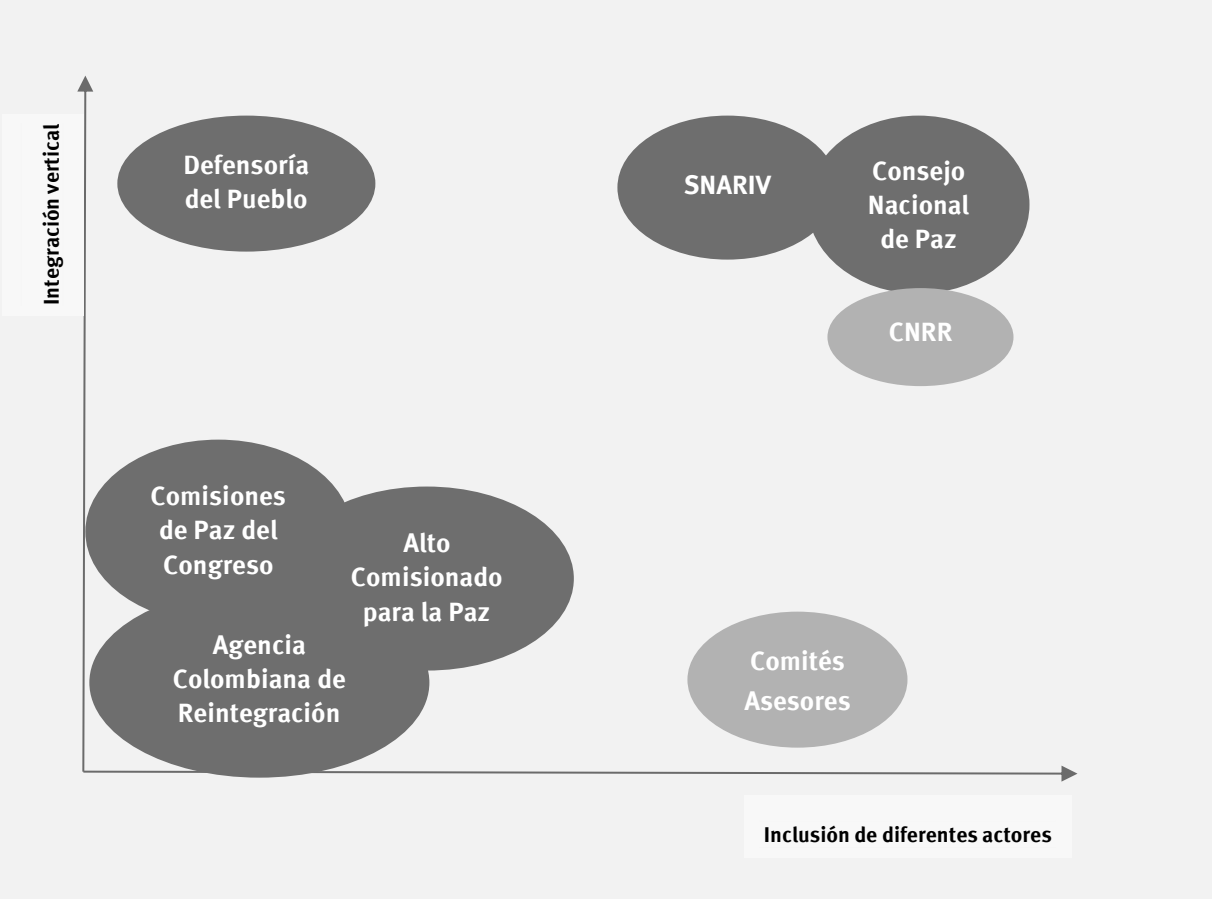 Integración vertical
Defensoría
del Pueblo
SNARIV
Consejo
Nacional
de Paz
CNRR
Comisiones
de Paz del
Congreso
Alto
Comisionado
para la Paz
Agencia
Colombiana de
Reintegración
Comités
Asesores
Inclusión de diferentes actores